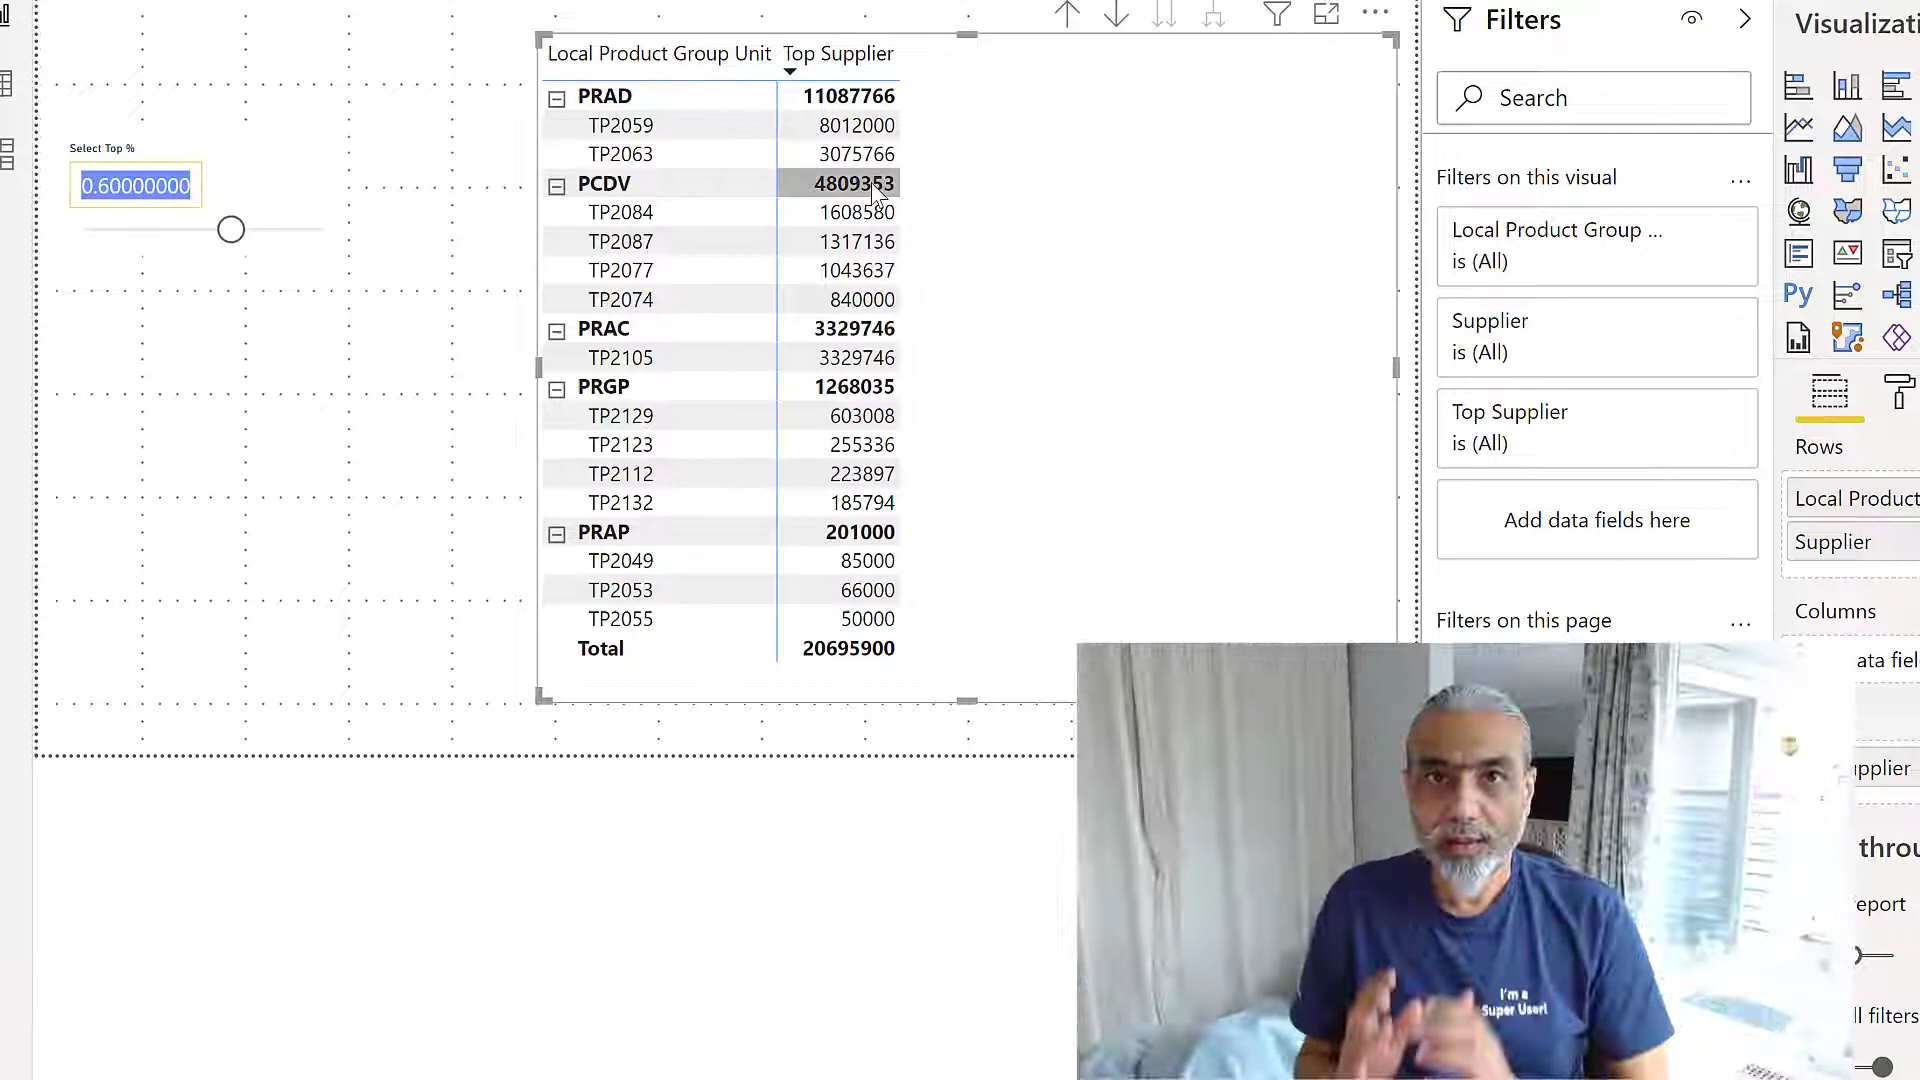 Local Product Group Unit Top Supplier
PRAD 11087766
TP2059 8012000
TP2063 3075766
PCDV 4809353
TP2084 1608580
TP2087 1317136
TP2077 1043637
TP2074 840000
PRAC 3329746
TP2105 3329746
PRGP 1268035
TP2129 603008
TP2123 255336
TP2112 223897
TP2132 185794
PRAP 201000
TP2049 85000
TP2053 66000
TP2055 50000
Total 20695900
Select Top %
0.60000000
Filters
Search
Filters on this visual ...
Local Product Group ...
is (All)
Supplier
is (All)
Top Supplier
is (All)
Add data fields here
Filters on this page ...
Visualizati
Py
Rows
Local Product
Supplier
Columns
ata fiel
upplier
throu
eport
ll filters
I'm a
Super User!